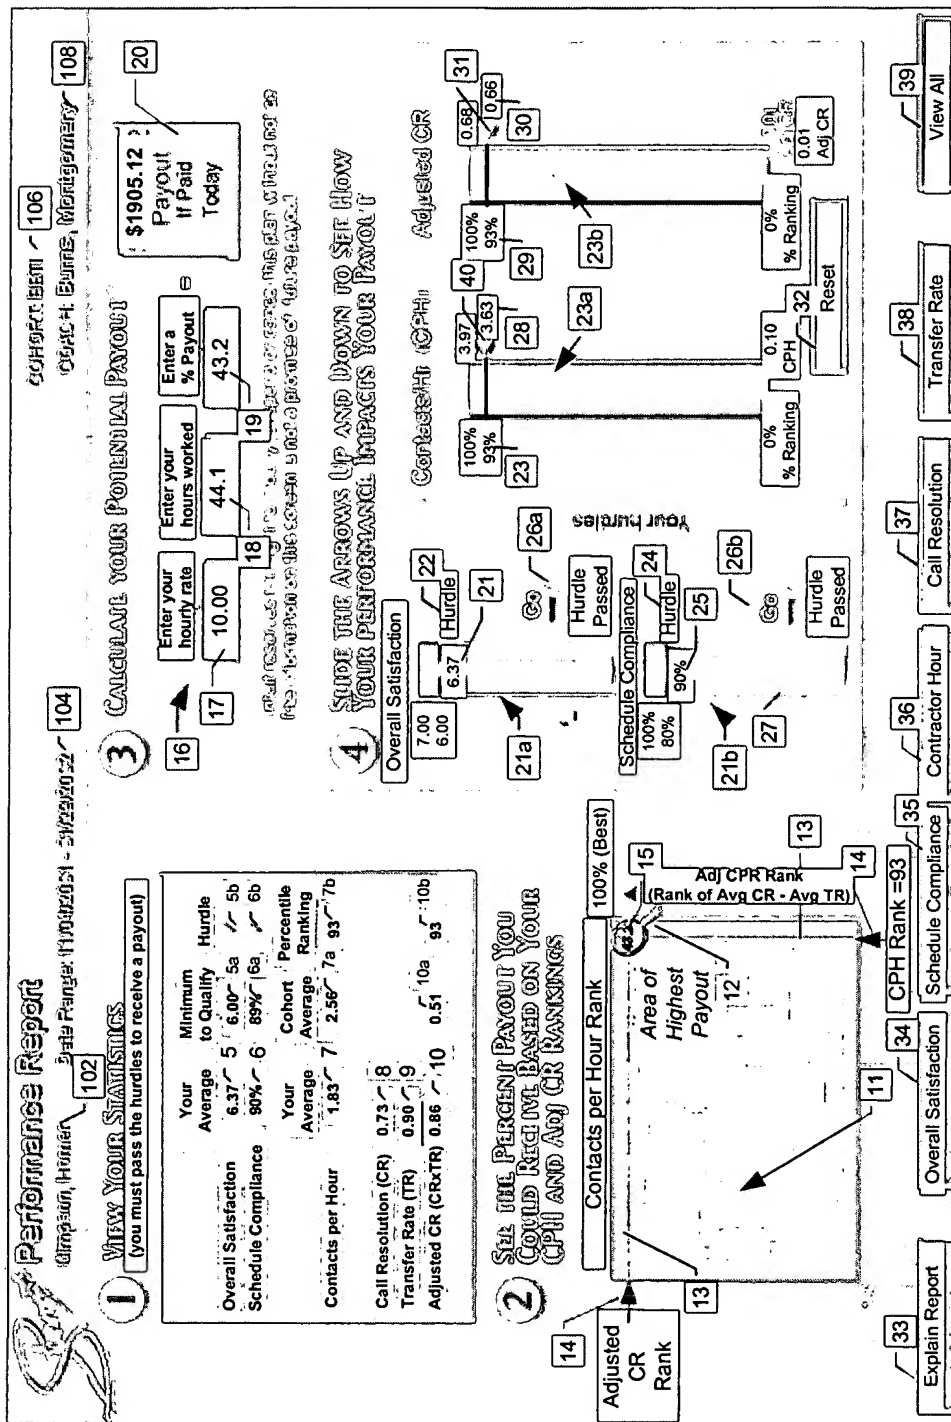 Performance Report
Simpson, Homer
102
Date Range: 11/04/2001 - 01/29/2002
104
COHORT: BETI
106
COACH: Burns, Montgomery
108
1
VIEW YOUR STATISTICS
(you must pass the hurdles to receive a payout)
Your Average
Minimum to Qualify
Hurdle
Overall Satisfaction 6.37 5 6.00 5a 5b
Schedule Compliance 90% 6 89% 6a 6b
Your Average
Cohort Average
Percentile Ranking
Contacts per Hour 1.83 7 2.56 7a 93 7b
Call Resolution (CR) 0.73 8
Transfer Rate (TR) 0.90 9
Adjusted CR (CRxTR) 0.86 10 0.51 10a 93 10b
2
SEE THE PERCENT PAYOUT YOU
COULD RECEIVE BASED ON YOUR
CPH AND ADJ CR RANKINGS
Contacts per Hour Rank
100% (Best)
14
Adjusted
CR
Rank
13
Area of
Highest
Payout
12
11
15
Adj CPR Rank
(Rank of Avg CR - Avg TR)
13
14
CPH Rank =93
3
CALCULATE YOUR POTENTIAL PAYOUT
16
Enter your
hourly rate
10.00
17
Enter your
hours worked
44.1
18
Enter a
% Payout
43.2
19
=
$1905.12
Payout
If Paid
Today
20
4
SLIDE THE ARROWS UP AND DOWN TO SEE HOW
YOUR PERFORMANCE IMPACTS YOUR PAYOUT
Overall Satisfaction
7.00
6.00
6.37
Hurdle
22
21
21a
Go
26a
Hurdle
Passed
Schedule Compliance
100%
80%
90%
Hurdle
24
25
21b
27
Go
26b
Hurdle
Passed
Your hurdles
Contacts/Hr (CPH)
100%
93%
23
3.97
3.63
40
28
23a
0%
% Ranking
0.10
CPH
32
Adjusted CR
100%
93%
29
0.68
0.66
31
30
23b
0%
% Ranking
0.01
Adj CR
Reset
33
Explain Report
34
Overall Satisfaction
35
Schedule Compliance
36
Contractor Hour
37
Call Resolution
38
Transfer Rate
39
View All